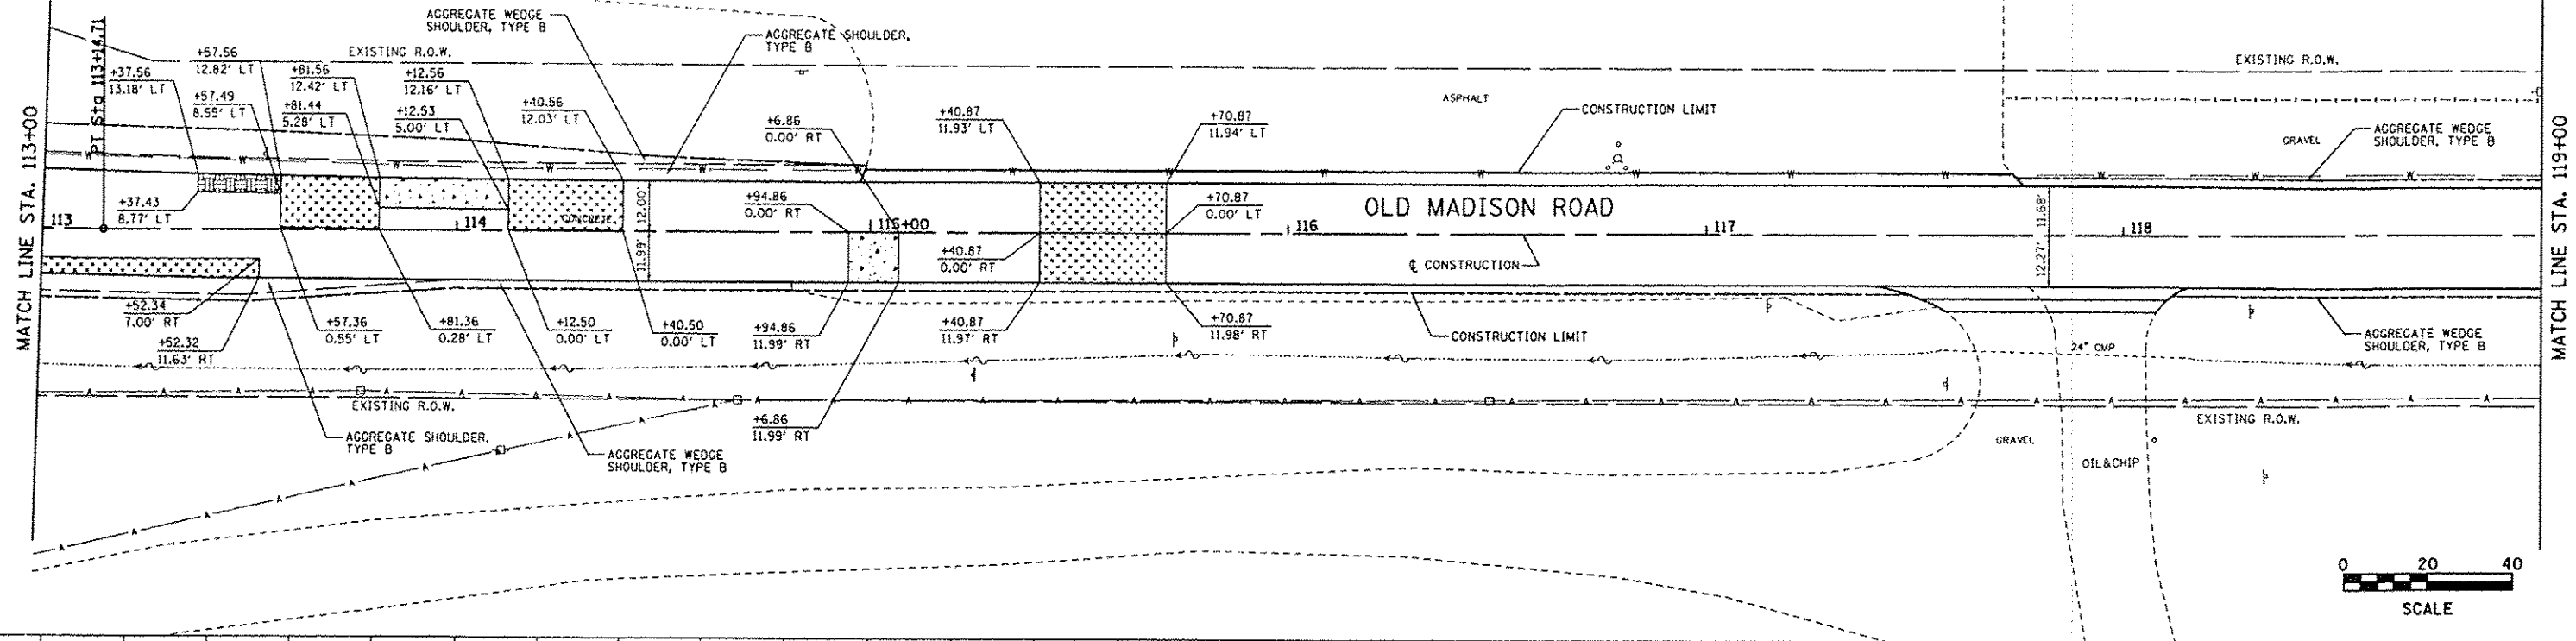 MATCH LINE STA. 113+00
PT Sta 113+14.71
AGGREGATE WEDGE
SHOULDER, TYPE B
AGGREGATE SHOULDER,
TYPE B
EXISTING R.O.W.
+37.56
13.18' LT
+57.56
12.82' LT
+57.49
8.55' LT
+81.56
12.42' LT
+81.44
5.28' LT
+12.56
12.16' LT
+12.53
5.00' LT
+40.56
12.03' LT
+6.86
0.00' RT
+40.87
11.93' LT
+70.87
11.94' LT
ASPHALT
CONSTRUCTION LIMIT
EXISTING R.O.W.
GRAVEL
AGGREGATE WEDGE
SHOULDER, TYPE B
+37.43
8.77' LT
113
114
CONCRETE
12.00'
11.99'
+94.86
0.00' RT
115+00
+40.87
0.00' RT
+70.87
0.00' LT
116
OLD MADISON ROAD
℄ CONSTRUCTION
117
11.68'
12.27'
118
+52.34
7.00' RT
+52.32
11.63' RT
+57.36
0.55' LT
+81.36
0.28' LT
+12.50
0.00' LT
+40.50
0.00' LT
+94.86
11.99' RT
+6.86
11.99' RT
+40.87
11.97' RT
+70.87
11.98' RT
CONSTRUCTION LIMIT
24" CMP
AGGREGATE WEDGE
SHOULDER, TYPE B
EXISTING R.O.W.
AGGREGATE SHOULDER,
TYPE B
AGGREGATE WEDGE
SHOULDER, TYPE B
EXISTING R.O.W.
GRAVEL
OIL&CHIP
MATCH LINE STA. 119+00
0 20 40
SCALE